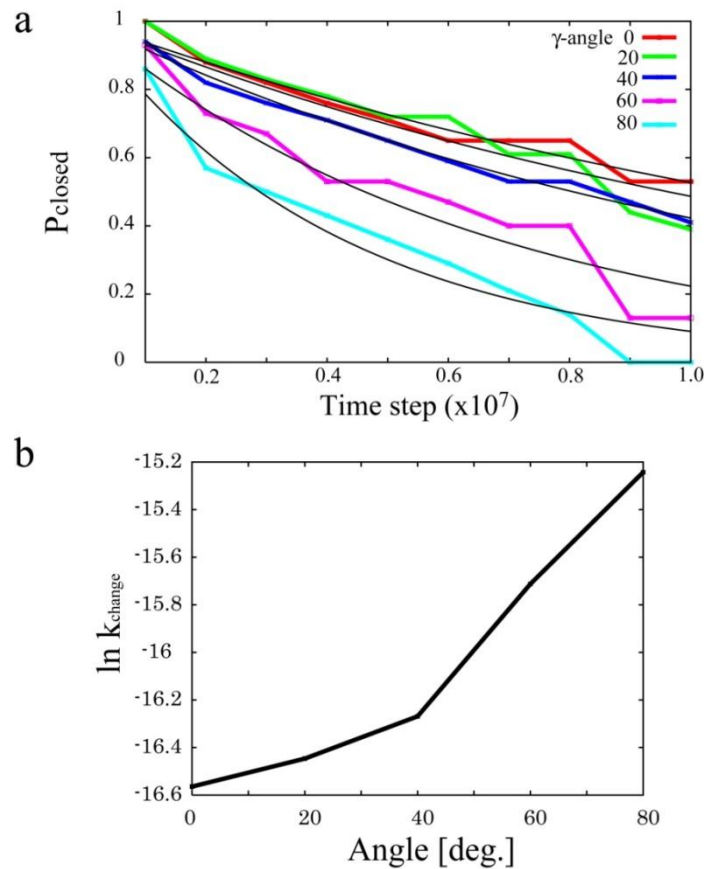 a
γ-angle 0
20
40
60
80
1
0.8
0.6
0.4
0.2
0
Pclosed
0.2 0.4 0.6 0.8 1.0
Time step (x10⁷)
b
-15.2
-15.4
-15.6
-15.8
-16
-16.2
-16.4
-16.6
ln kchange
0 20 40 60 80
Angle [deg.]